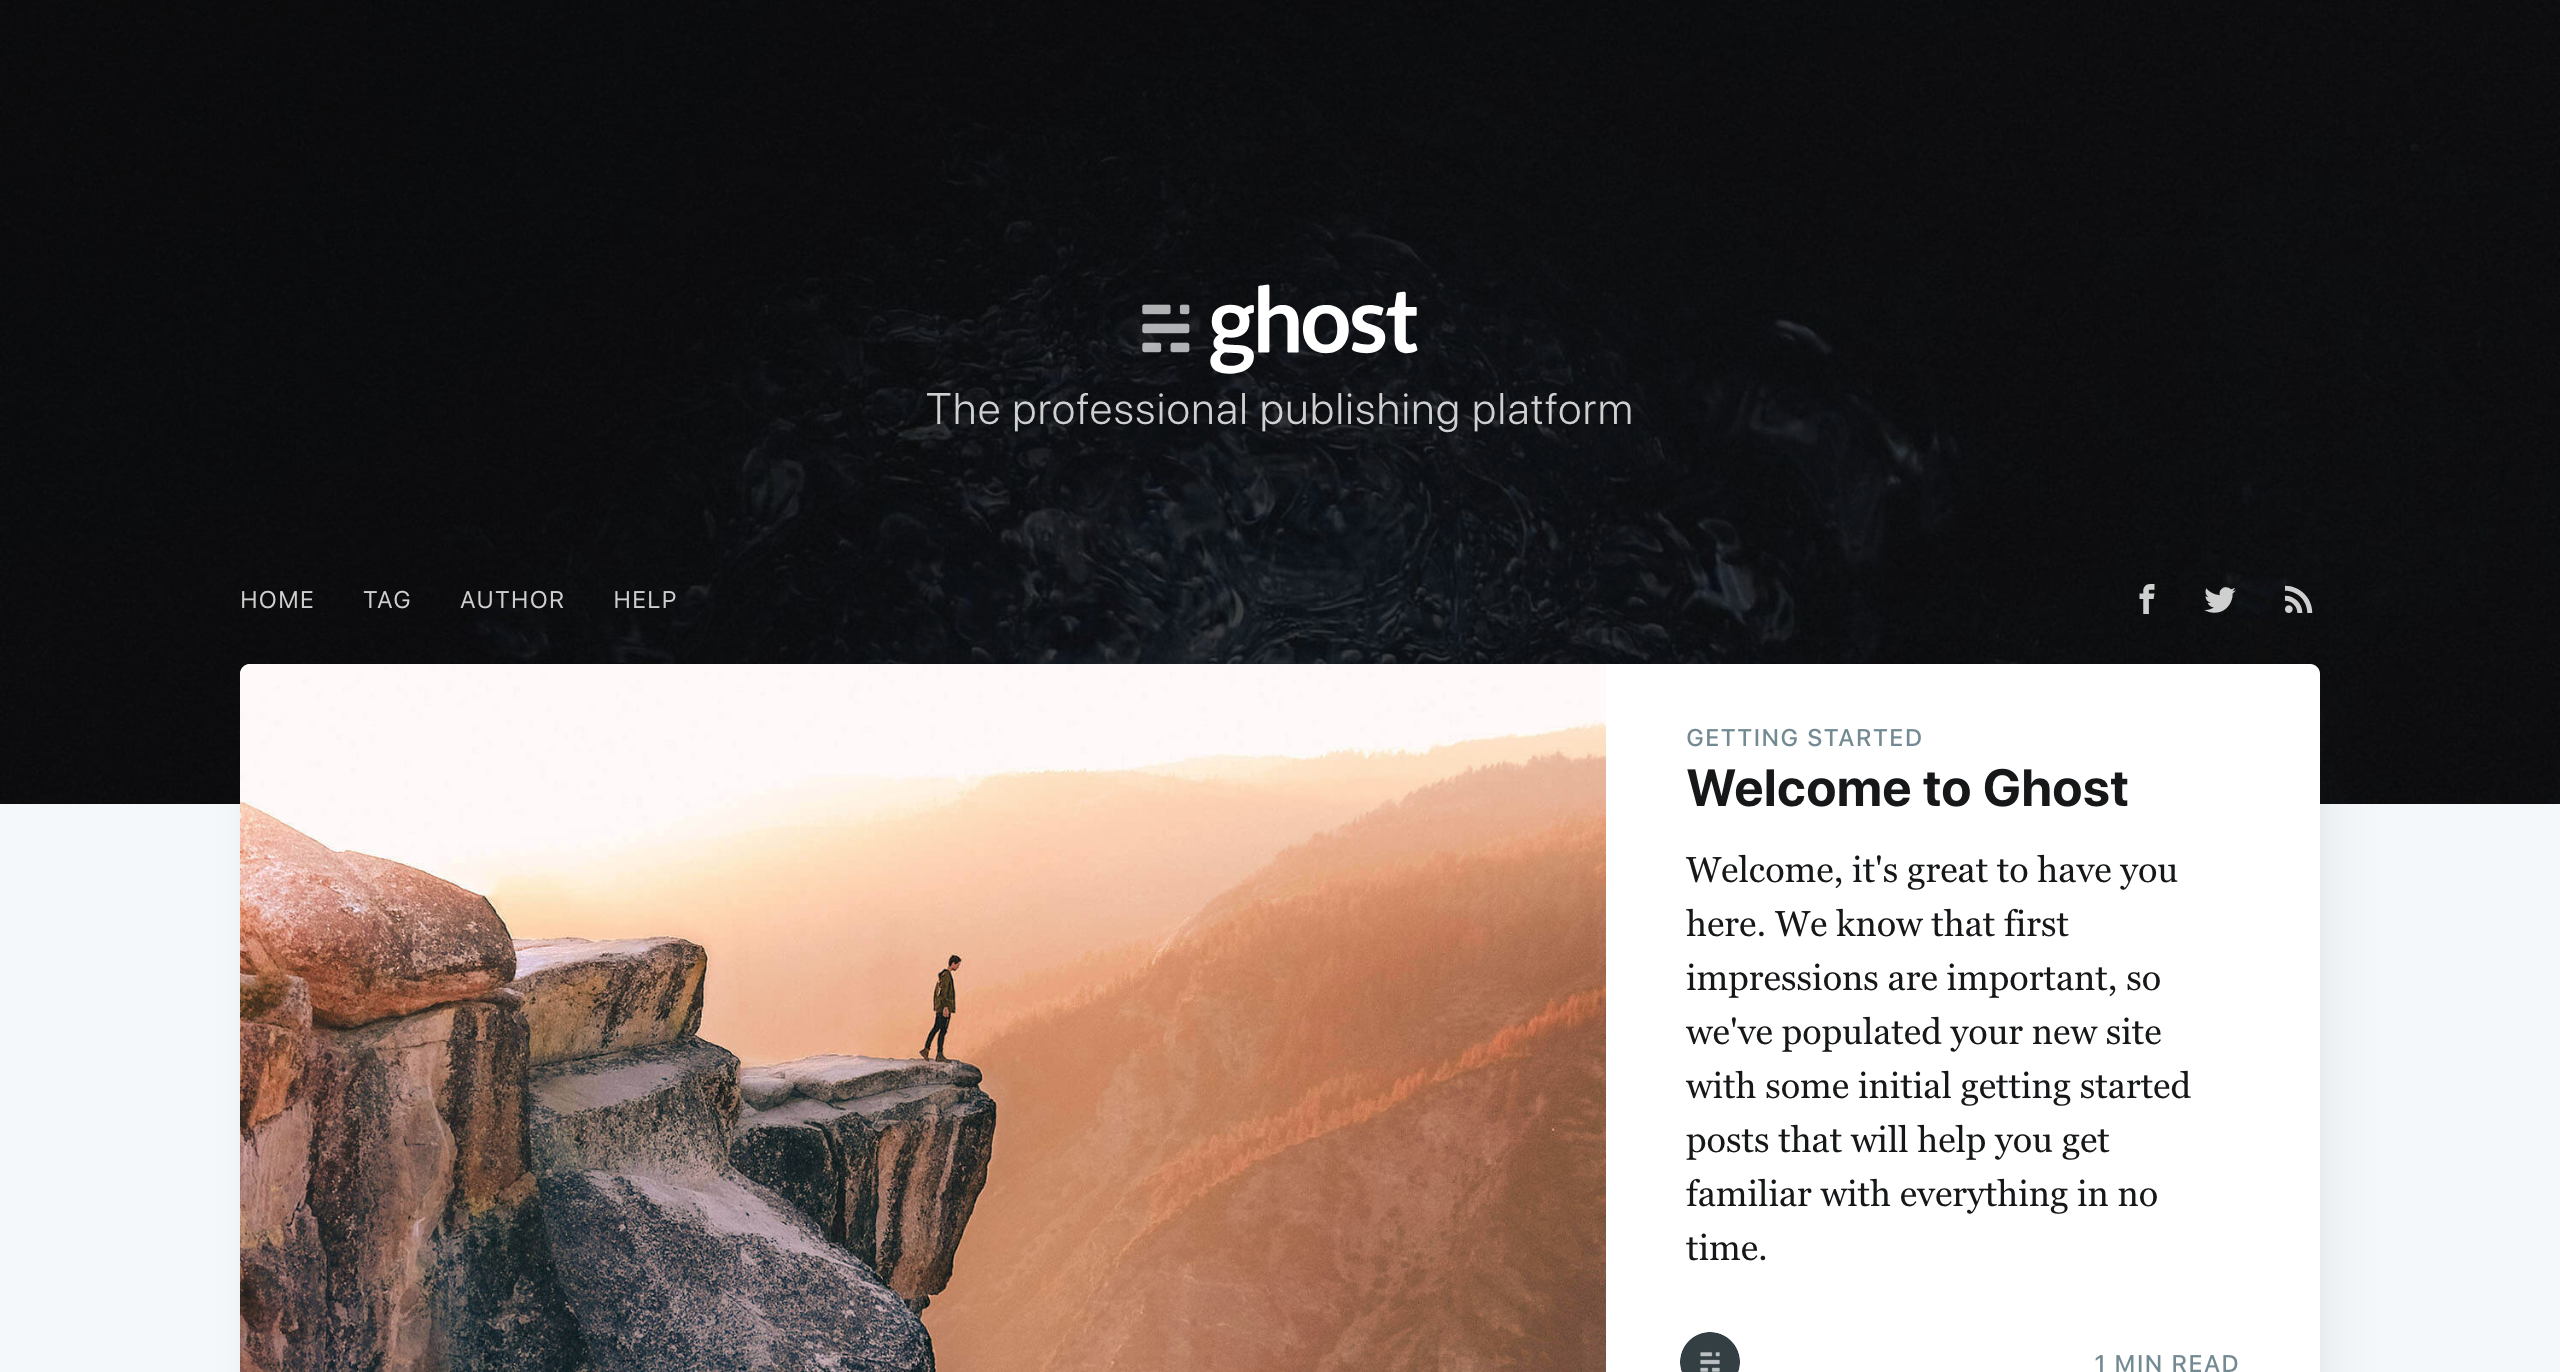 ghost
The professional publishing platform
HOME TAG AUTHOR HELP
GETTING STARTED
Welcome to Ghost
Welcome, it's great to have you
here. We know that first
impressions are important, so
we've populated your new site
with some initial getting started
posts that will help you get
familiar with everything in no
time.
1 MIN READ